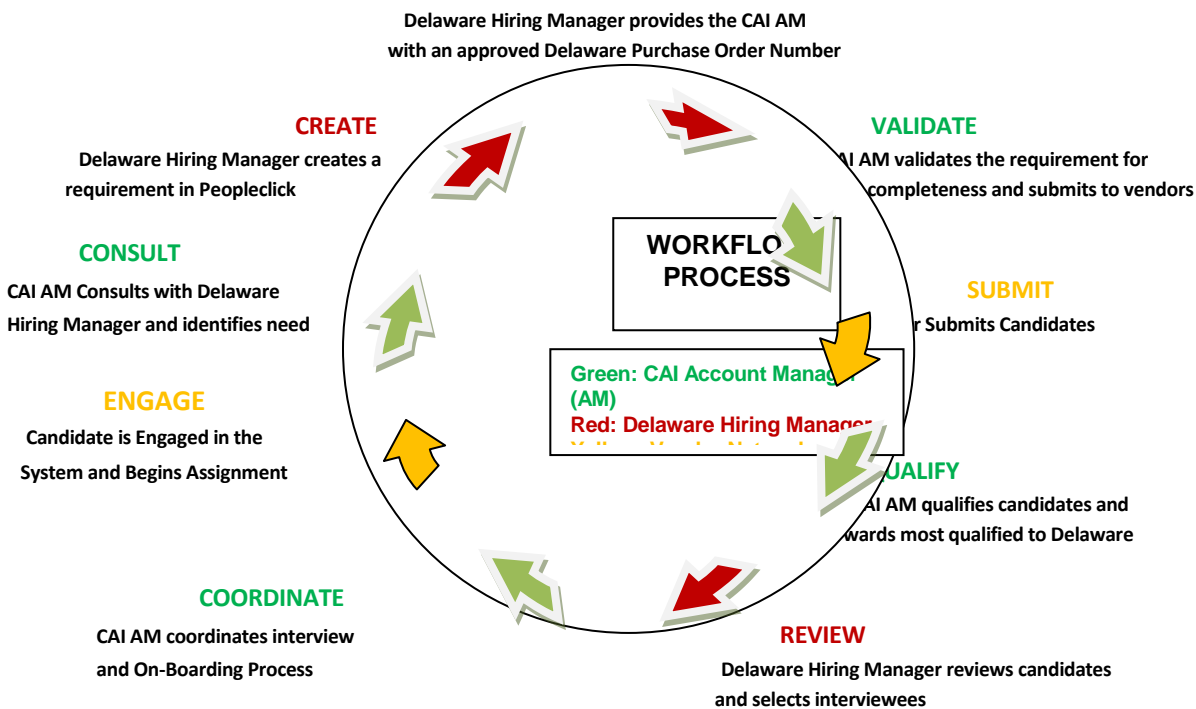 Delaware Hiring Manager provides the CAI AM
with an approved Delaware Purchase Order Number
CREATE
Delaware Hiring Manager creates a
requirement in Peopleclick
VALIDATE
AI AM validates the requirement for
completeness and submits to vendors
CONSULT
CAI AM Consults with Delaware
Hiring Manager and identifies need
WORKFLO
PROCESS
SUBMIT
r Submits Candidates
Green: CAI Account Manager
(AM)
Red: Delaware Hiring Manager
ENGAGE
Candidate is Engaged in the
System and Begins Assignment
UALIFY
AI AM qualifies candidates and
wards most qualified to Delaware
COORDINATE
CAI AM coordinates interview
and On-Boarding Process
REVIEW
Delaware Hiring Manager reviews candidates
and selects interviewees